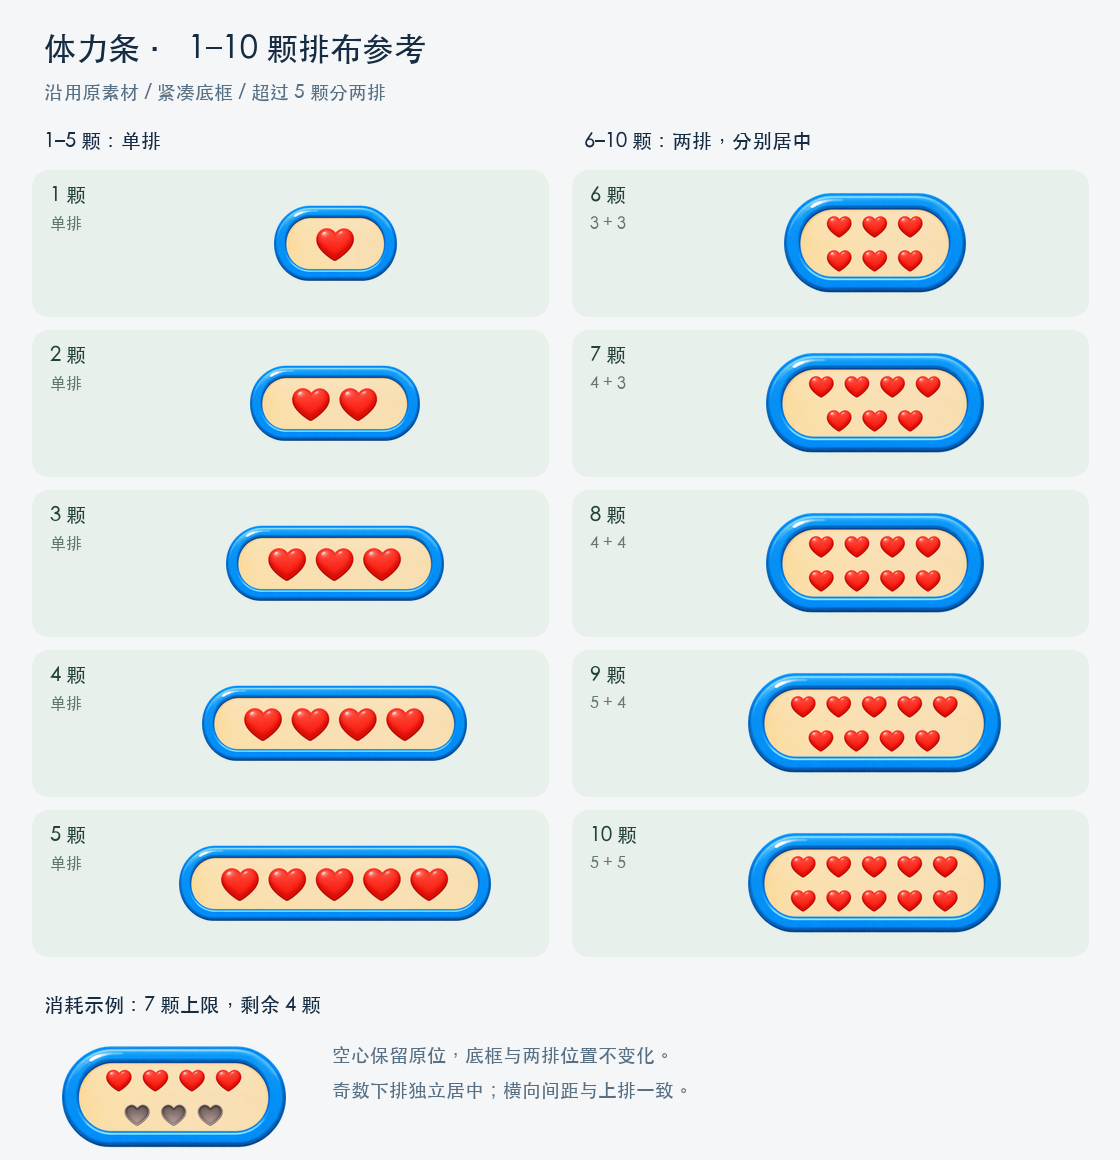 体力条 · 1–10 颗排布参考
沿用原素材 / 紧凑底框 / 超过 5 颗分两排
1–5 颗：单排
1 颗
单排
2 颗
单排
3 颗
单排
4 颗
单排
5 颗
单排
6–10 颗：两排，分别居中
6 颗
3 + 3
7 颗
4 + 3
8 颗
4 + 4
9 颗
5 + 4
10 颗
5 + 5
消耗示例：7 颗上限，剩余 4 颗
空心保留原位，底框与两排位置不变化。
奇数下排独立居中；横向间距与上排一致。